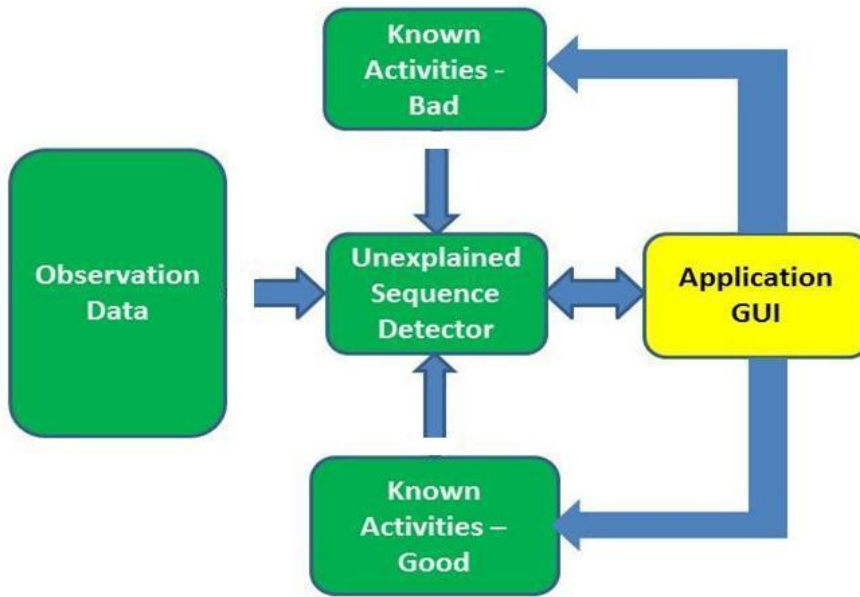 Known
Activities -
Bad
Observation
Data
Unexplained
Sequence
Detector
Application
GUI
Known
Activities –
Good